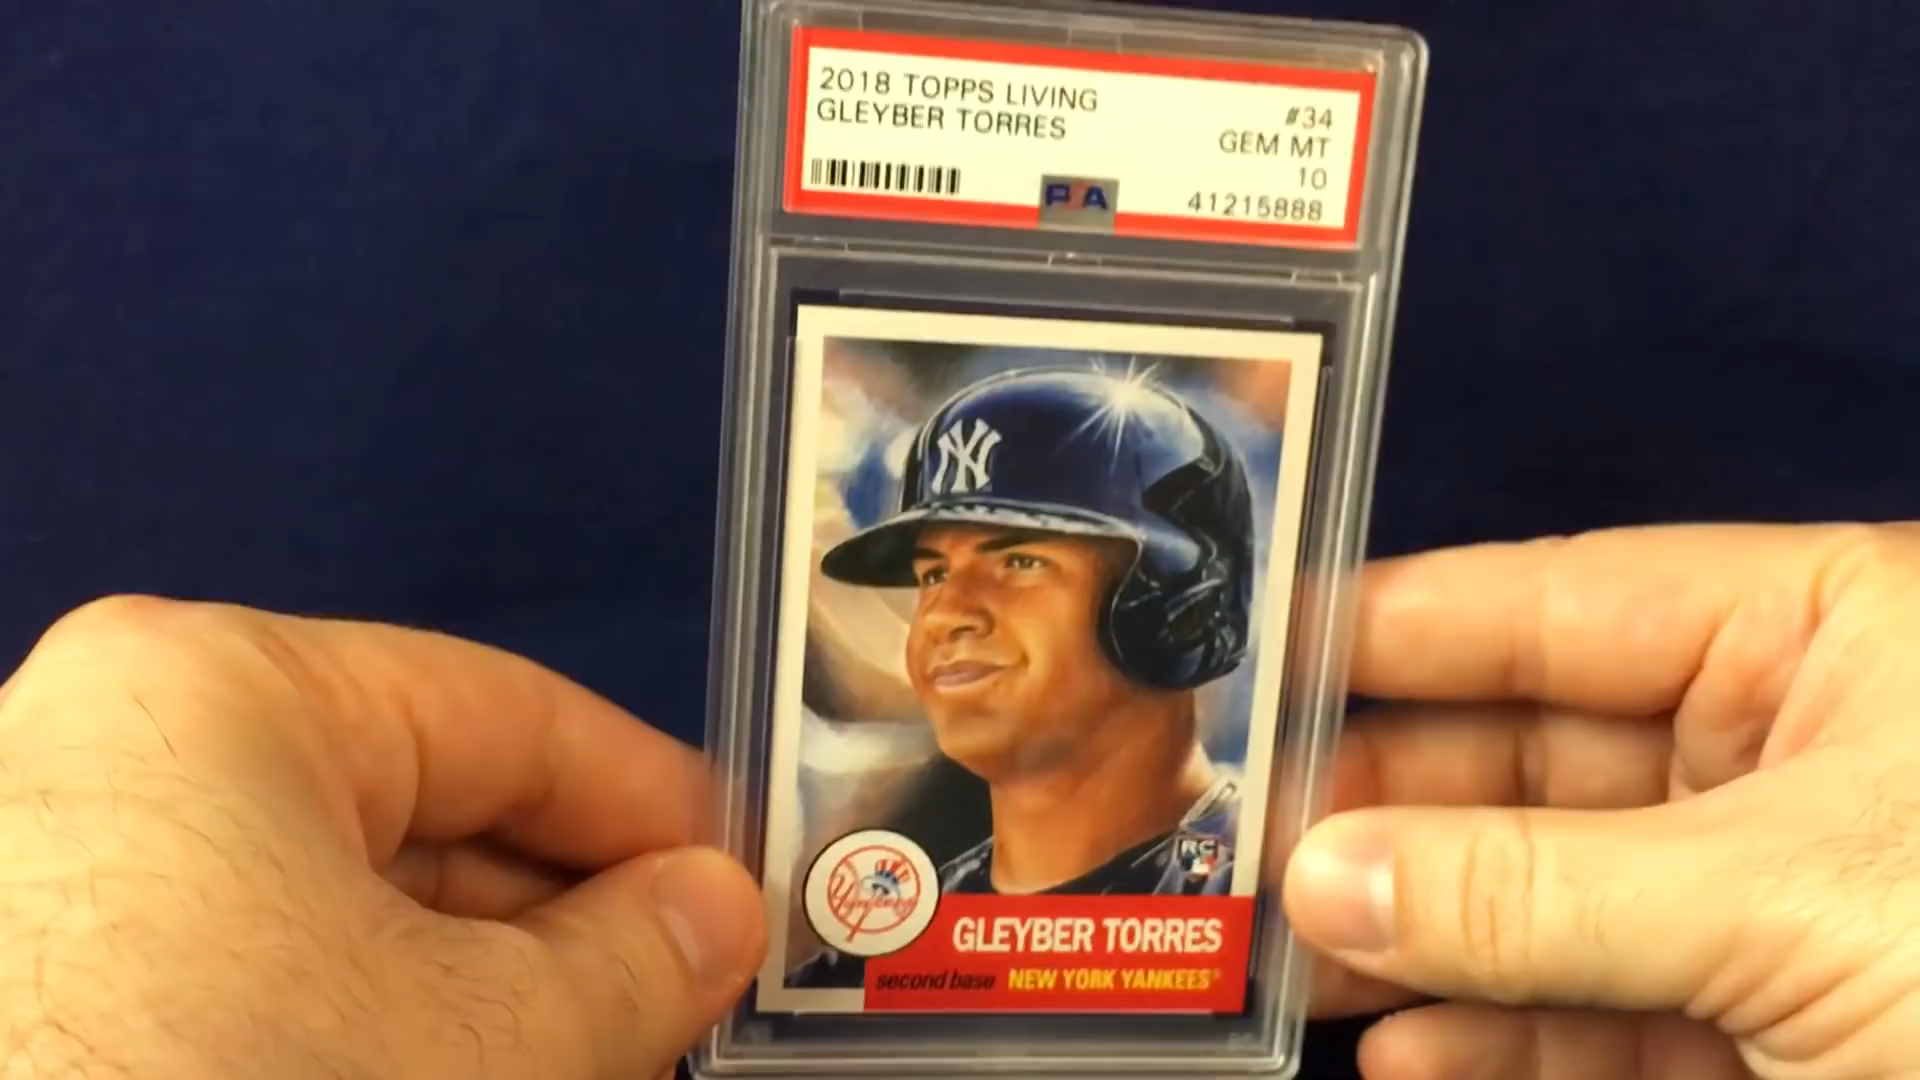 2018 TOPPS LIVING
GLEYBER TORRES
#34
GEM MT
10
41215888
PSA
NY
RC
Yankees
GLEYBER TORRES
second base NEW YORK YANKEES®